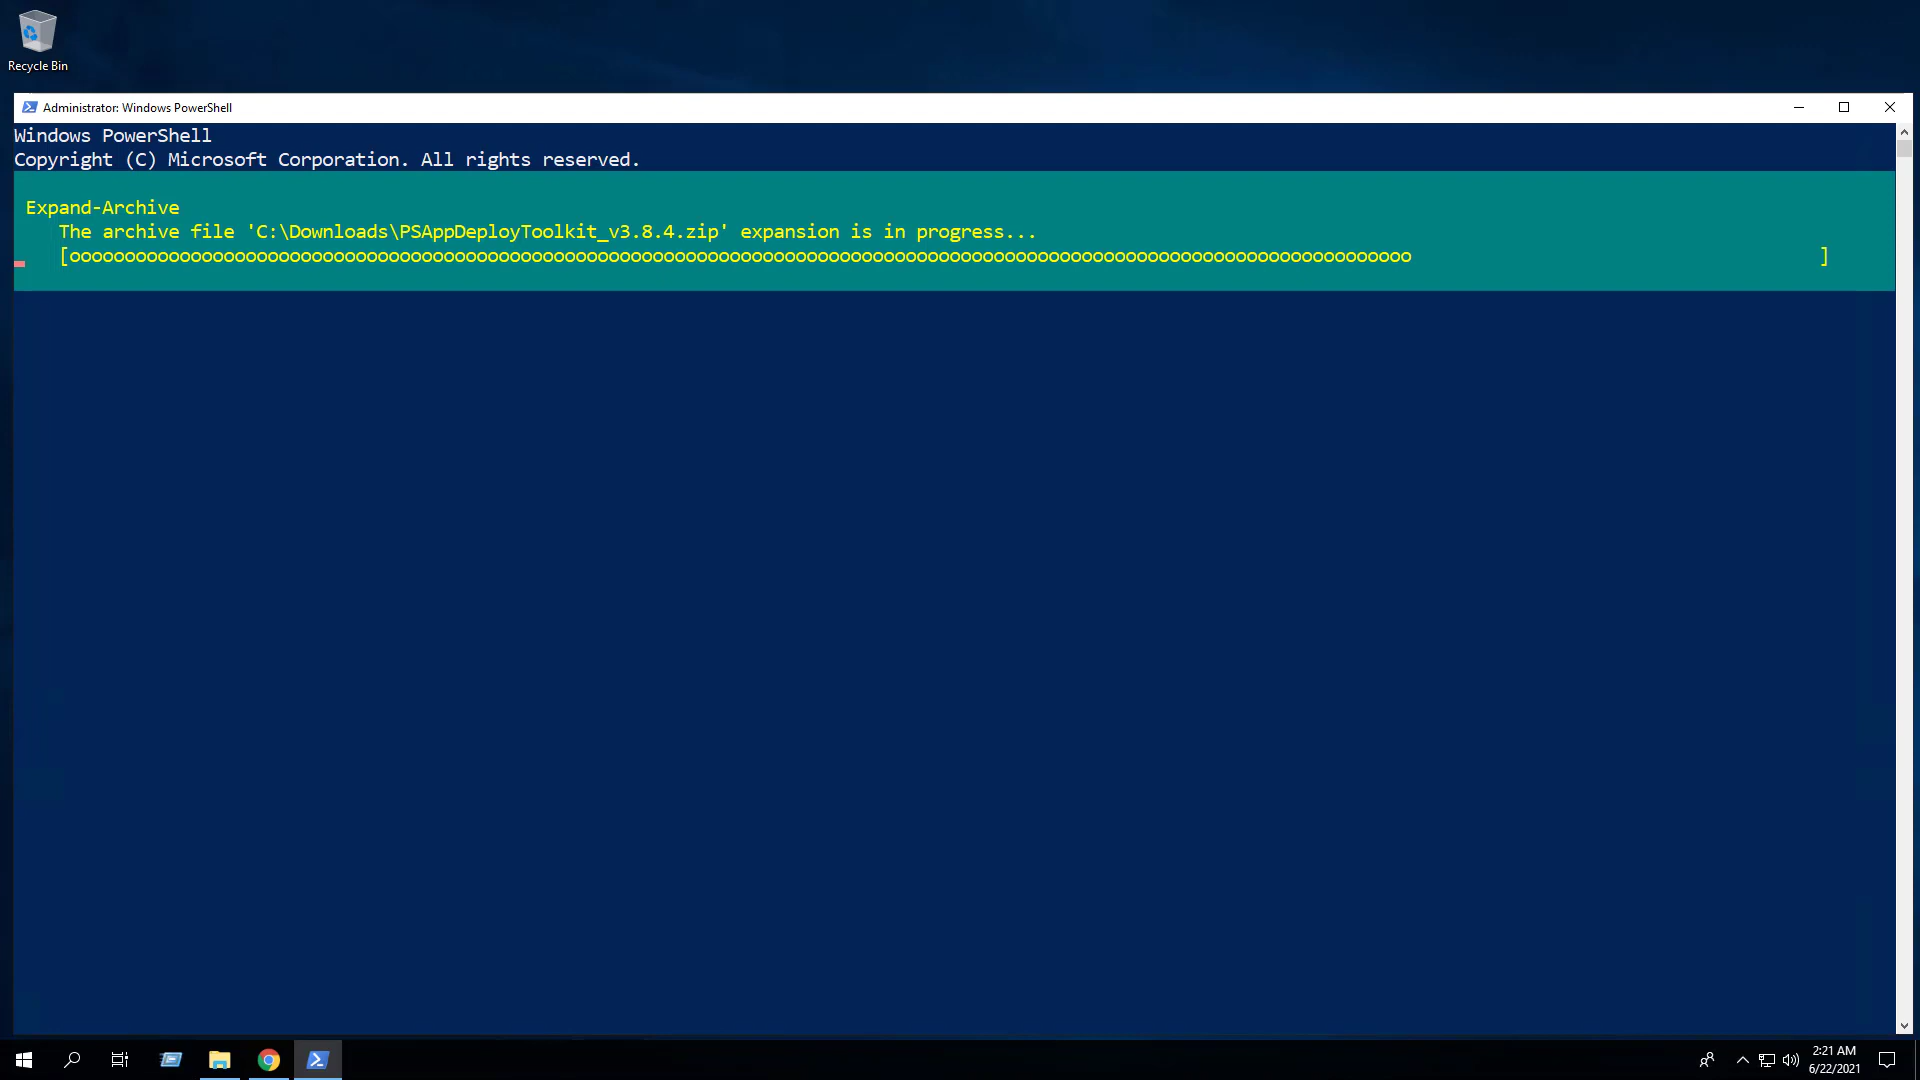 Recycle Bin
Administrator: Windows PowerShell
Windows PowerShell
Copyright (C) Microsoft Corporation. All rights reserved.
Expand-Archive
The archive file 'C:\Downloads\PSAppDeployToolkit_v3.8.4.zip' expansion is in progress...
[oooooooooooooooooooooooooooooooooooooooooooooooooooooooooooooooooooooooooooooooooooooooooooooooooooooooooooooooooooooooooo                                     ]
2:21 AM
6/22/2021